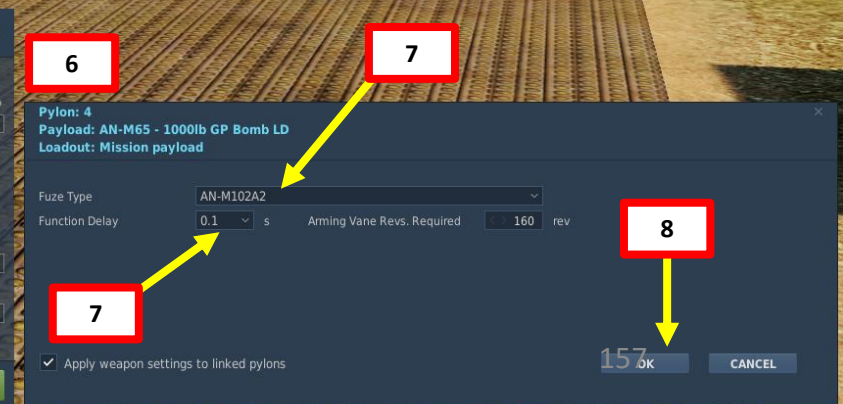 6
7
Pylon: 4
Payload: AN-M65 - 1000lb GP Bomb LD
Loadout: Mission payload
Fuze Type AN-M102A2
Function Delay 0.1 s Arming Vane Revs. Required 160 rev
8
7
Apply weapon settings to linked pylons
157
OK CANCEL